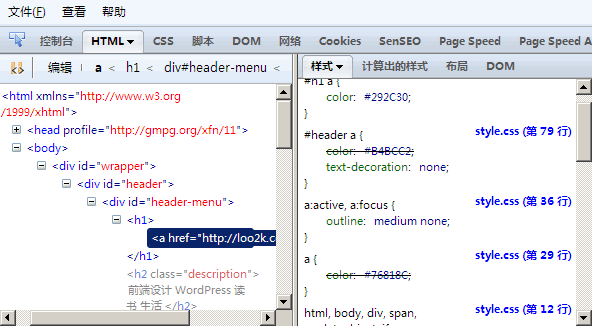 文件(F) 查看 帮助
控制台 HTML CSS 脚本 DOM 网络 Cookies SenSEO Page Speed Page Speed A
编辑 a < h1 < div#header-menu <
样式 计算出的样式 布局 DOM
<html xmlns="http://www.w3.org
/1999/xhtml">
<head profile="http://gmpg.org/xfn/11">
<body>
<div id="wrapper">
<div id="header">
<div id="header-menu">
<h1>
<a href="http://loo2k.c
</h1>
<h2 class="description">
前端设计 WordPress 读
书 生活 </h2>
#h1 a {
color: #292C30;
}
#header a { style.css (第 79 行)
color: #B4BCC2;
text-decoration: none;
}
a:active, a:focus { style.css (第 36 行)
outline: medium none;
}
a { style.css (第 29 行)
color: #76818C;
}
html, body, div, span, style.css (第 12 行)